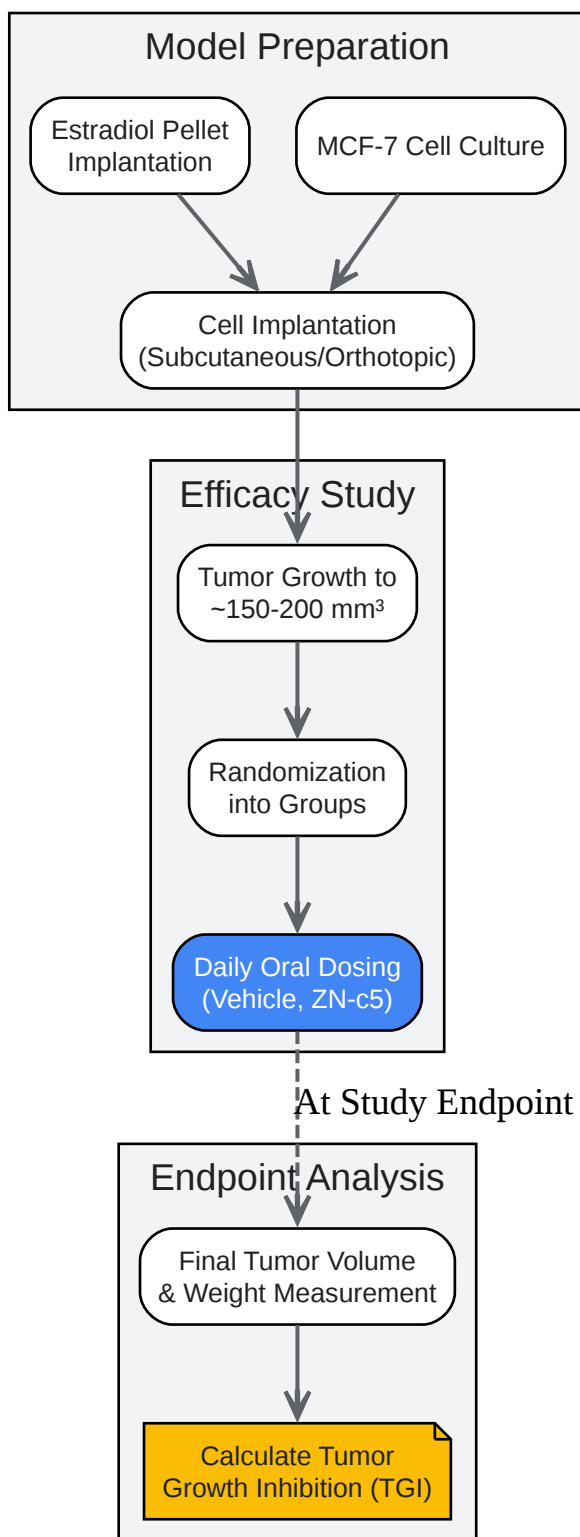 Model Preparation
Estradiol Pellet
Implantation
MCF-7 Cell Culture
Cell Implantation
(Subcutaneous/Orthotopic)
Efficacy Study
Tumor Growth to
~150-200 mm³
Randomization
into Groups
Daily Oral Dosing
(Vehicle, ZN-c5)
At Study Endpoint
Endpoint Analysis
Final Tumor Volume
& Weight Measurement
Calculate Tumor
Growth Inhibition (TGI)